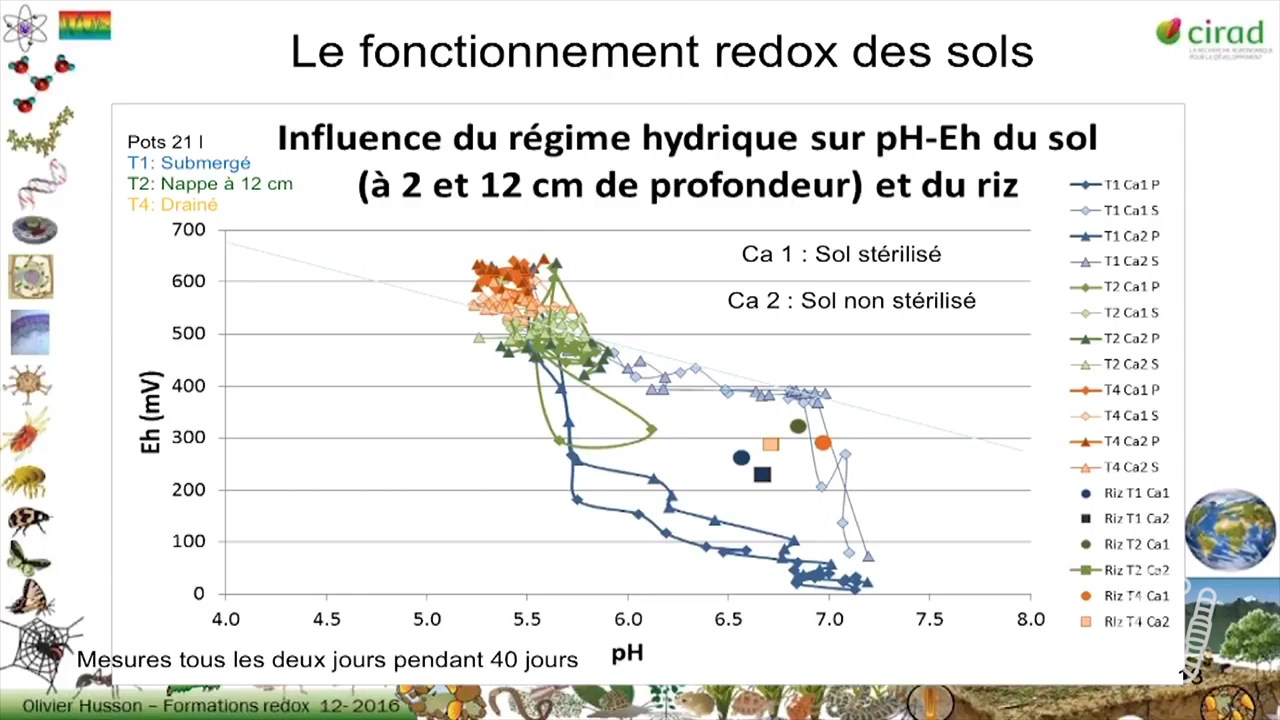 Le fonctionnement redox des sols
cirad
LA RECHERCHE AGRONOMIQUE
POUR LE DÉVELOPPEMENT
Pots 21 l
T1: Submergé
T2: Nappe à 12 cm
T4: Drainé
Influence du régime hydrique sur pH-Eh du sol
(à 2 et 12 cm de profondeur) et du riz
Ca 1 : Sol stérilisé
Ca 2 : Sol non stérilisé
Eh (mV)
700
600
500
400
300
200
100
0
4.0 4.5 5.0 5.5 6.0 6.5 7.0 7.5 8.0
pH
T1 Ca1 P
T1 Ca1 S
T1 Ca2 P
T1 Ca2 S
T2 Ca1 P
T2 Ca1 S
T2 Ca2 P
T2 Ca2 S
T4 Ca1 P
T4 Ca1 S
T4 Ca2 P
T4 Ca2 S
Riz T1 Ca1
Riz T1 Ca2
Riz T2 Ca1
Riz T2 Ca2
Riz T4 Ca1
Riz T4 Ca2
Mesures tous les deux jours pendant 40 jours
Olivier Husson – Formations redox 12- 2016